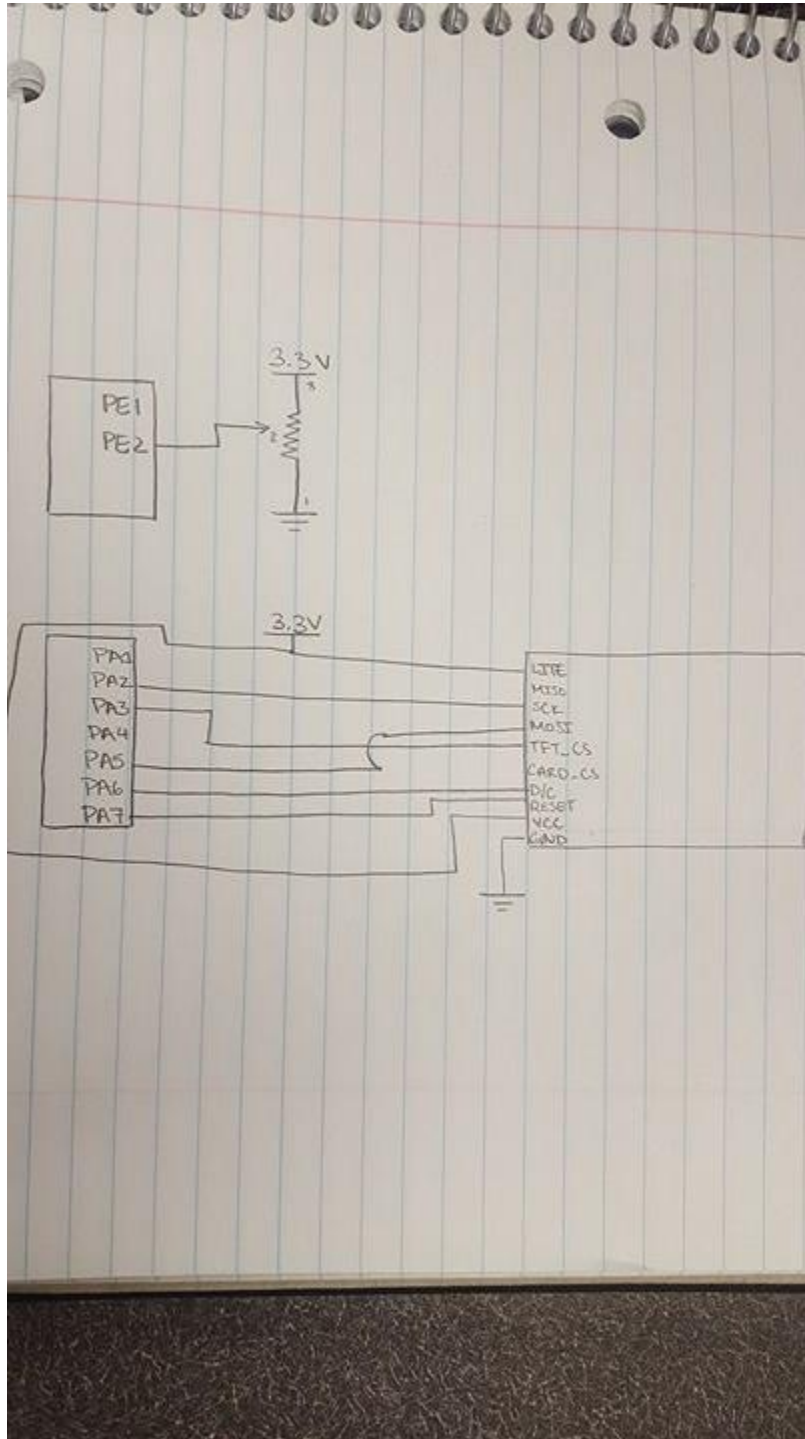 3.3V
3
PE1
PE2
2
1
3.3V
PA1
PA2
PA3
PA4
PA5
PA6
PA7
LITE
MISO
SCK
MOSI
TFT_CS
CARD_CS
D/C
RESET
VCC
GND